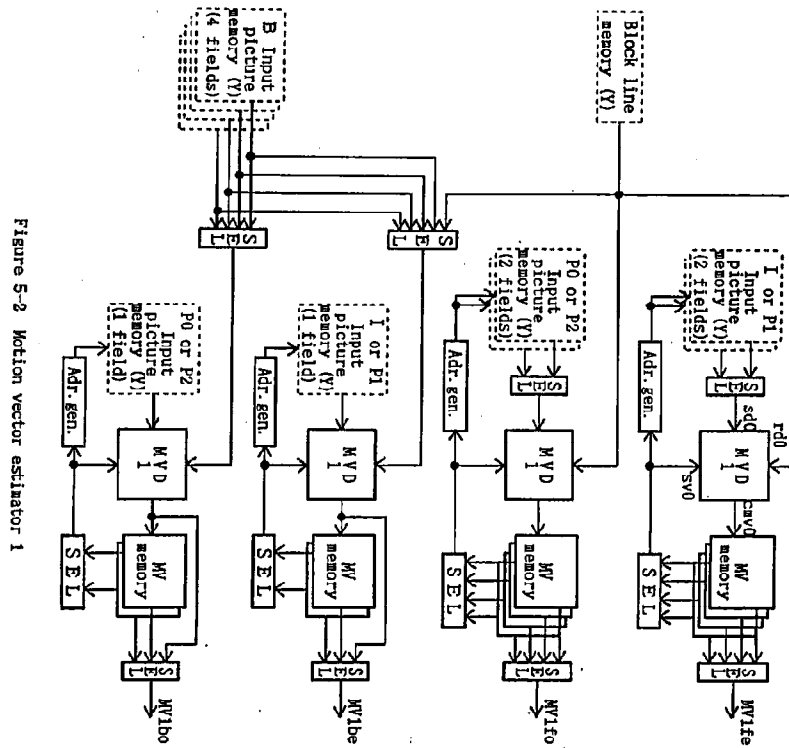 I or P1
Input
picture
memory (Y)
(2 fields)
SEL
sd0
rd0
MVD
1
cmv0
sv0
MV
memory
Adr.gen.
SEL
SEL
MV1fe
Block line
memory (Y)
P0 or P2
Input
picture
memory (Y)
(2 fields)
SEL
MVD
1
MV
memory
Adr.gen.
SEL
SEL
MV1fo
SEL
I or P1
Input
picture
memory (Y)
(1 field)
MVD
1
MV
memory
Adr.gen.
SEL
SEL
MV1be
B Input
picture
memory (Y)
(4 fields)
SEL
P0 or P2
Input
picture
memory (Y)
(1 field)
MVD
1
MV
memory
Adr.gen.
SEL
SEL
MV1bo
Figure 5-2 Motion vector estimator 1